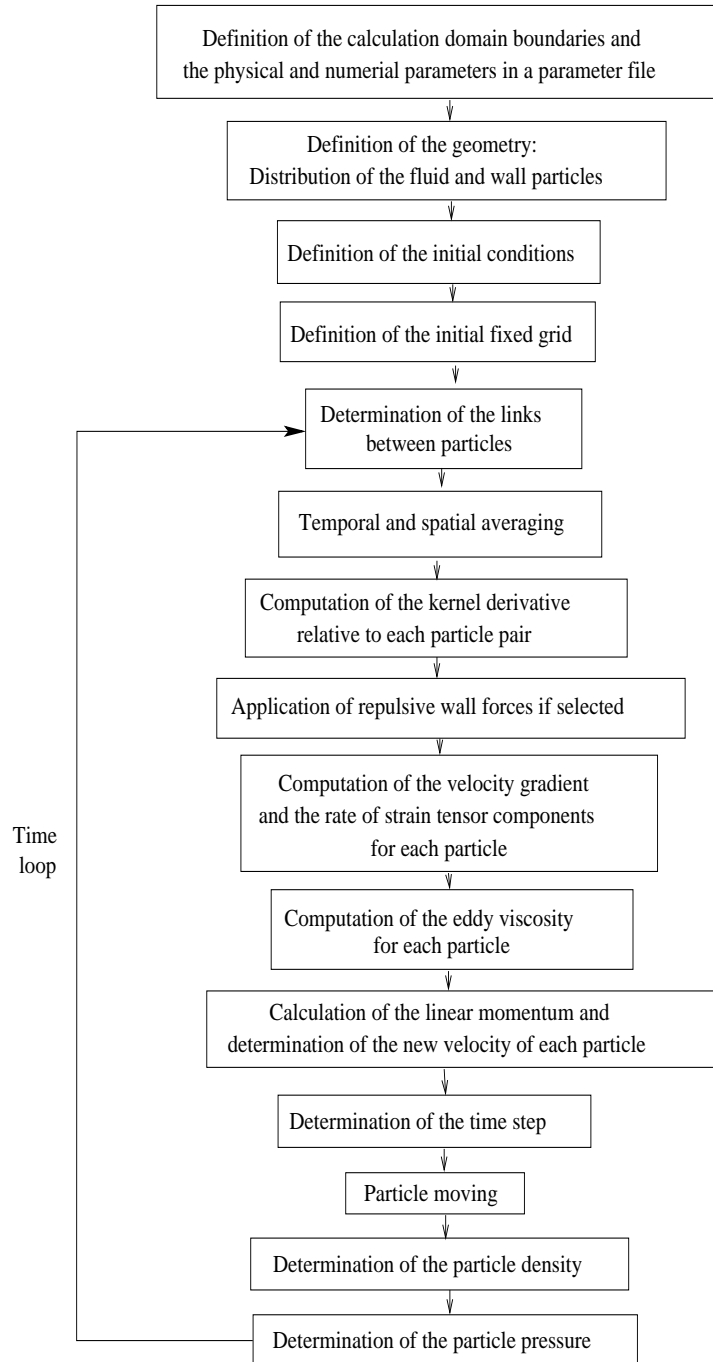 Definition of the calculation domain boundaries and
the physical and numerial parameters in a parameter file
Definition of the geometry:
Distribution of the fluid and wall particles
Definition of the initial conditions
Definition of the initial fixed grid
Determination of the links
between particles
Temporal and spatial averaging
Computation of the kernel derivative
relative to each particle pair
Application of repulsive wall forces if selected
Computation of the velocity gradient
and the rate of strain tensor components
for each particle
Time
loop
Computation of the eddy viscosity
for each particle
Calculation of the linear momentum and
determination of the new velocity of each particle
Determination of the time step
Particle moving
Determination of the particle density
Determination of the particle pressure